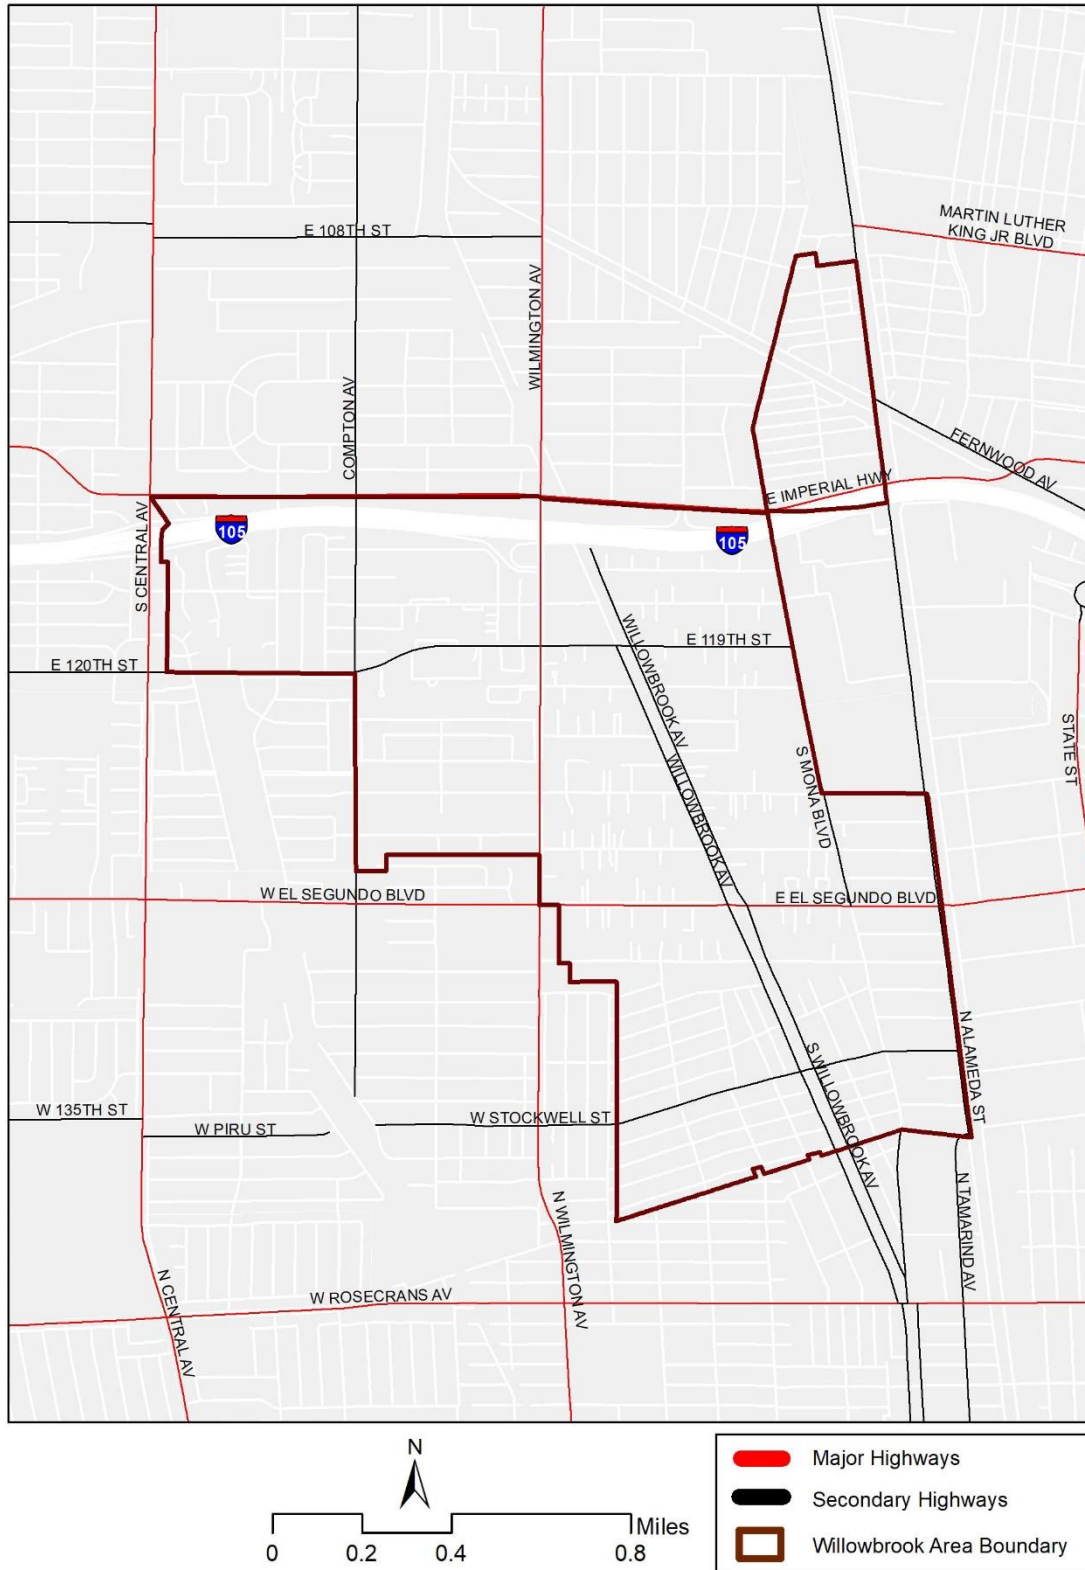 MARTIN LUTHER
KING JR BLVD
E 108TH ST
WILMINGTON AV
COMPTON AV
FERNWOOD AV
E IMPERIAL HWY
S CENTRAL AV
105
105
WILLOWBROOK AV
E 119TH ST
E 120TH ST
STATE ST
S MONA BLVD
WILLOWBROOK AV
W EL SEGUNDO BLVD
E EL SEGUNDO BLVD
N ALAMEDA ST
S WILLOWBROOK AV
W 135TH ST
W STOCKWELL ST
W PIRU ST
N TAMARIND AV
N WILMINGTON AV
N CENTRAL AV
W ROSECRANS AV
N
Miles
0 0.2 0.4 0.8
Major Highways
Secondary Highways
Willowbrook Area Boundary